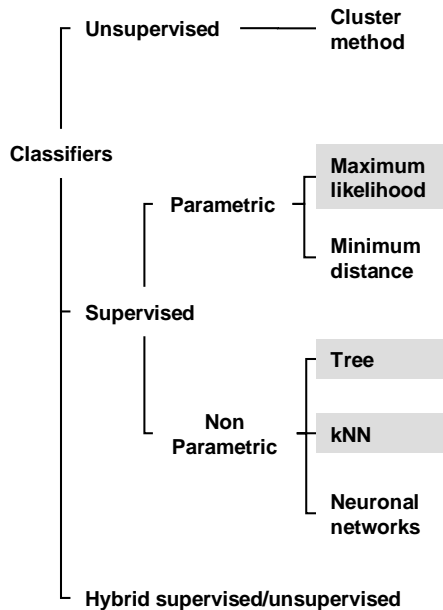 Unsupervised
Cluster
method
Classifiers
Maximum
likelihood
Parametric
Minimum
distance
Supervised
Tree
Non
Parametric
kNN
Neuronal
networks
Hybrid supervised/unsupervised